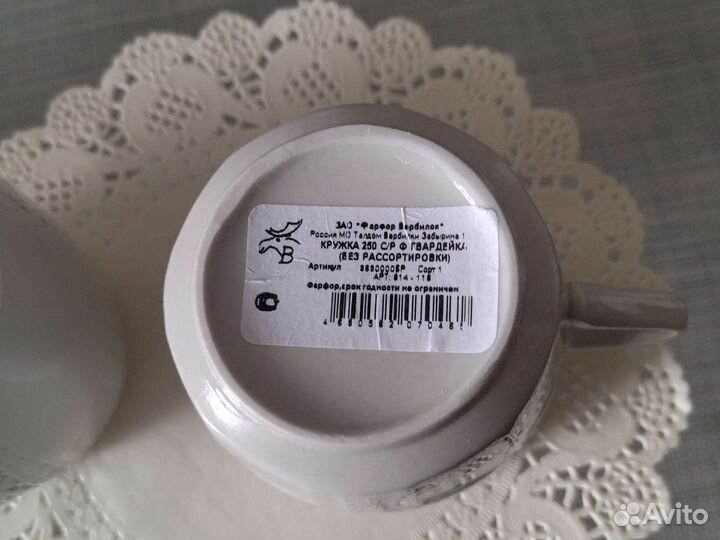 ЗАО "Фарфор Вербилок"
Россия МО Талдом Вербилки Забырина 1
КРУЖКА 250 С/Р Ф ГВАРДЕЙКА
(БЕЗ РАССОРТИРОВКИ)
Артикул Сорт 1
АРТ:
Фарфор, срок годности не ограничен
В
Avito